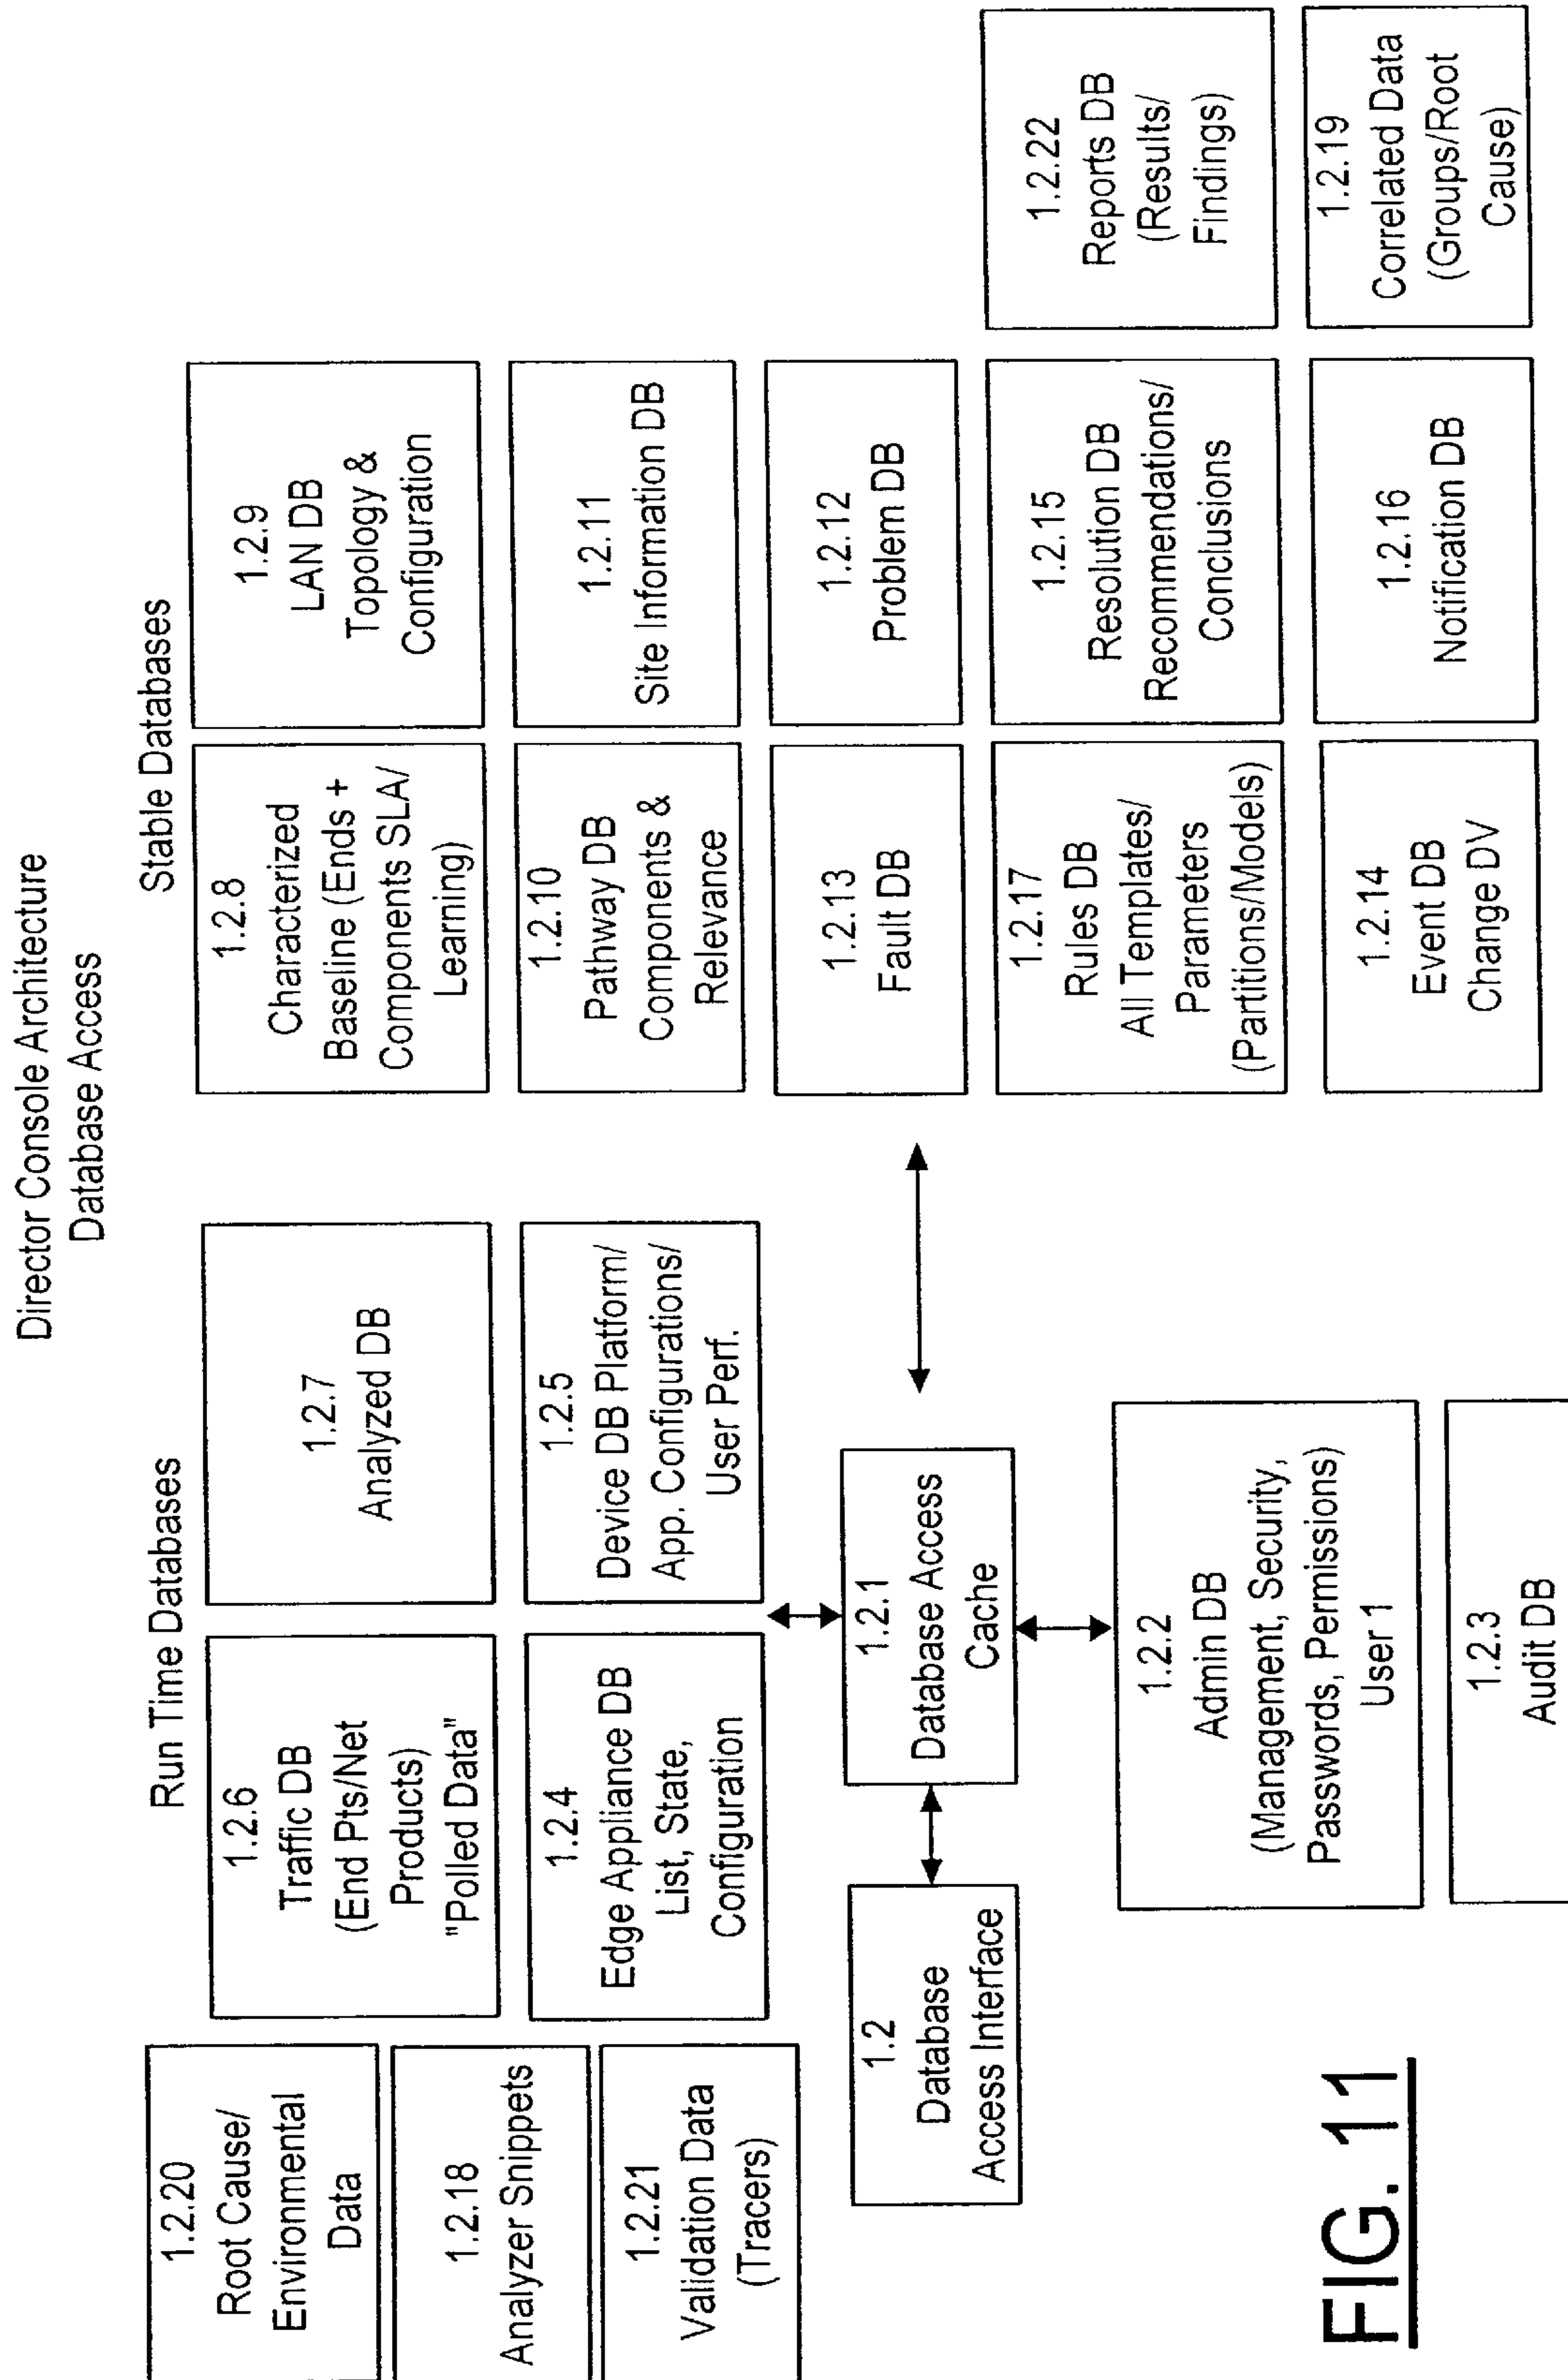 Director Console Architecture
Database Access
Run Time Databases
Stable Databases
1.2.20
Root Cause/
Environmental
Data
1.2.18
Analyzer Snippets
1.2.21
Validation Data
(Tracers)
1.2.6
Traffic DB
(End Pts/Net
Products)
"Polled Data"
1.2.7
Analyzed DB
1.2.4
Edge Appliance DB
List, State,
Configuration
1.2.5
Device DB Platform/
App. Configurations/
User Perf.
1.2
Database
Access Interface
1.2.1
Database Access
Cache
1.2.2
Admin DB
(Management, Security,
Passwords, Permissions)
User 1
1.2.3
Audit DB
1.2.8
Characterized
Baseline (Ends +
Components SLA/
Learning)
1.2.9
LAN DB
Topology &
Configuration
1.2.10
Pathway DB
Components &
Relevance
1.2.11
Site Information DB
1.2.13
Fault DB
1.2.12
Problem DB
1.2.17
Rules DB
All Templates/
Parameters
(Partitions/Models)
1.2.15
Resolution DB
Recommendations/
Conclusions
1.2.22
Reports DB
(Results/
Findings)
1.2.14
Event DB
Change DV
1.2.16
Notification DB
1.2.19
Correlated Data
(Groups/Root
Cause)
FIG. 11